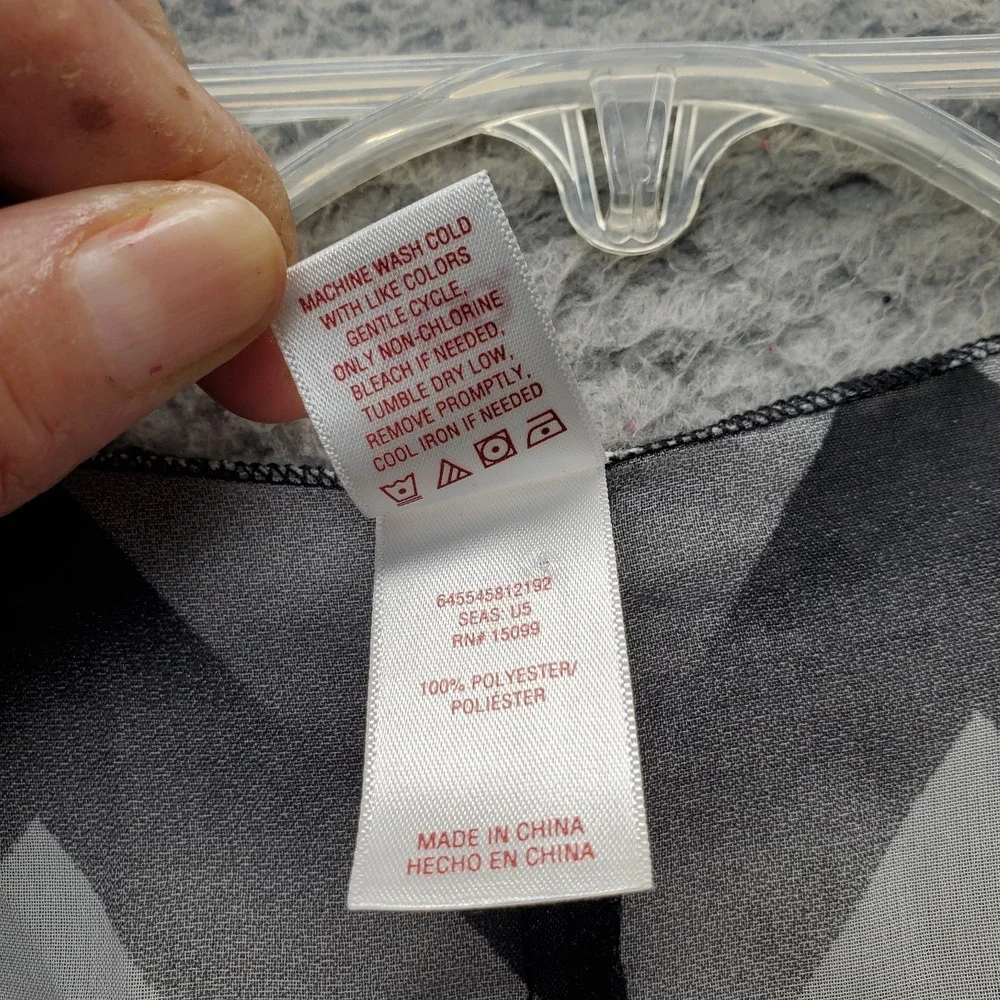 MACHINE WASH COLD
WITH LIKE COLORS
GENTLE CYCLE,
ONLY NON-CHLORINE
BLEACH IF NEEDED,
TUMBLE DRY LOW,
REMOVE PROMPTLY.
COOL IRON IF NEEDED
645545812192
SEAS: U5
RN# 15099
100% POLYESTER/
POLIÉSTER
MADE IN CHINA
HECHO EN CHINA